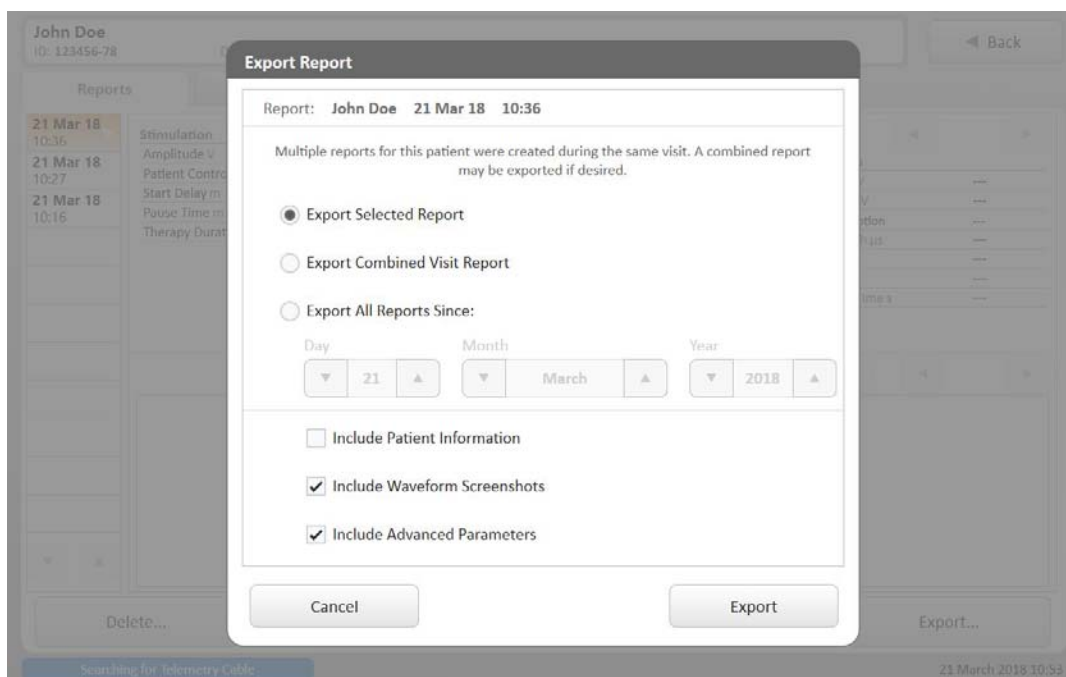 John Doe
ID: 123456-78
Back
Export Report
Reports
Report: John Doe 21 Mar 18 10:36
21 Mar 18
10:36
21 Mar 18
10:27
21 Mar 18
10:16
Stimulation
Amplitude V
Patient Contro
Start Delay m
Pause Time m
Therapy Durat
Multiple reports for this patient were created during the same visit. A combined report
may be exported if desired.
Export Selected Report
Export Combined Visit Report
Export All Reports Since:
Day Month Year
21 March 2018
Include Patient Information
Include Waveform Screenshots
Include Advanced Parameters
Cancel Export
Delete... Export...
Searching for Telemetry Cable
21 March 2018 10:53